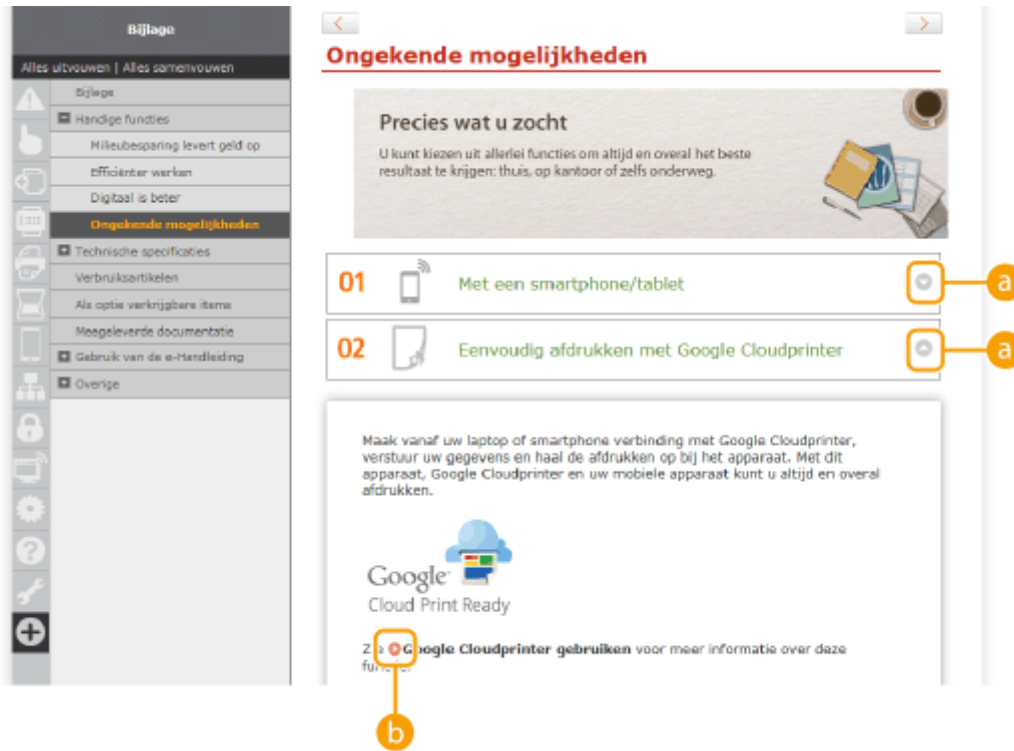 Bijlage
Alles uitvouwen | Alles samenvouwen
Bijlage
Handige functies
Milieubesparing levert geld op
Efficiënter werken
Digitaal is beter
Ongekende mogelijkheden
Technische specificaties
Verbruiksartikelen
Als optie verkrijgbare items
Meegeleverde documentatie
Gebruik van de e-Handleiding
Overige
Ongekende mogelijkheden
Precies wat u zocht
U kunt kiezen uit allerlei functies om altijd en overal het beste
resultaat te krijgen: thuis, op kantoor of zelfs onderweg.
01 Met een smartphone/tablet
a
02 Eenvoudig afdrukken met Google Cloudprinter
a
Maak vanaf uw laptop of smartphone verbinding met Google Cloudprinter,
verstuur uw gegevens en haal de afdrukken op bij het apparaat. Met dit
apparaat, Google Cloudprinter en uw mobiele apparaat kunt u altijd en overal
afdrukken.
Google
Cloud Print Ready
Google Cloudprinter gebruiken voor meer informatie over deze
b